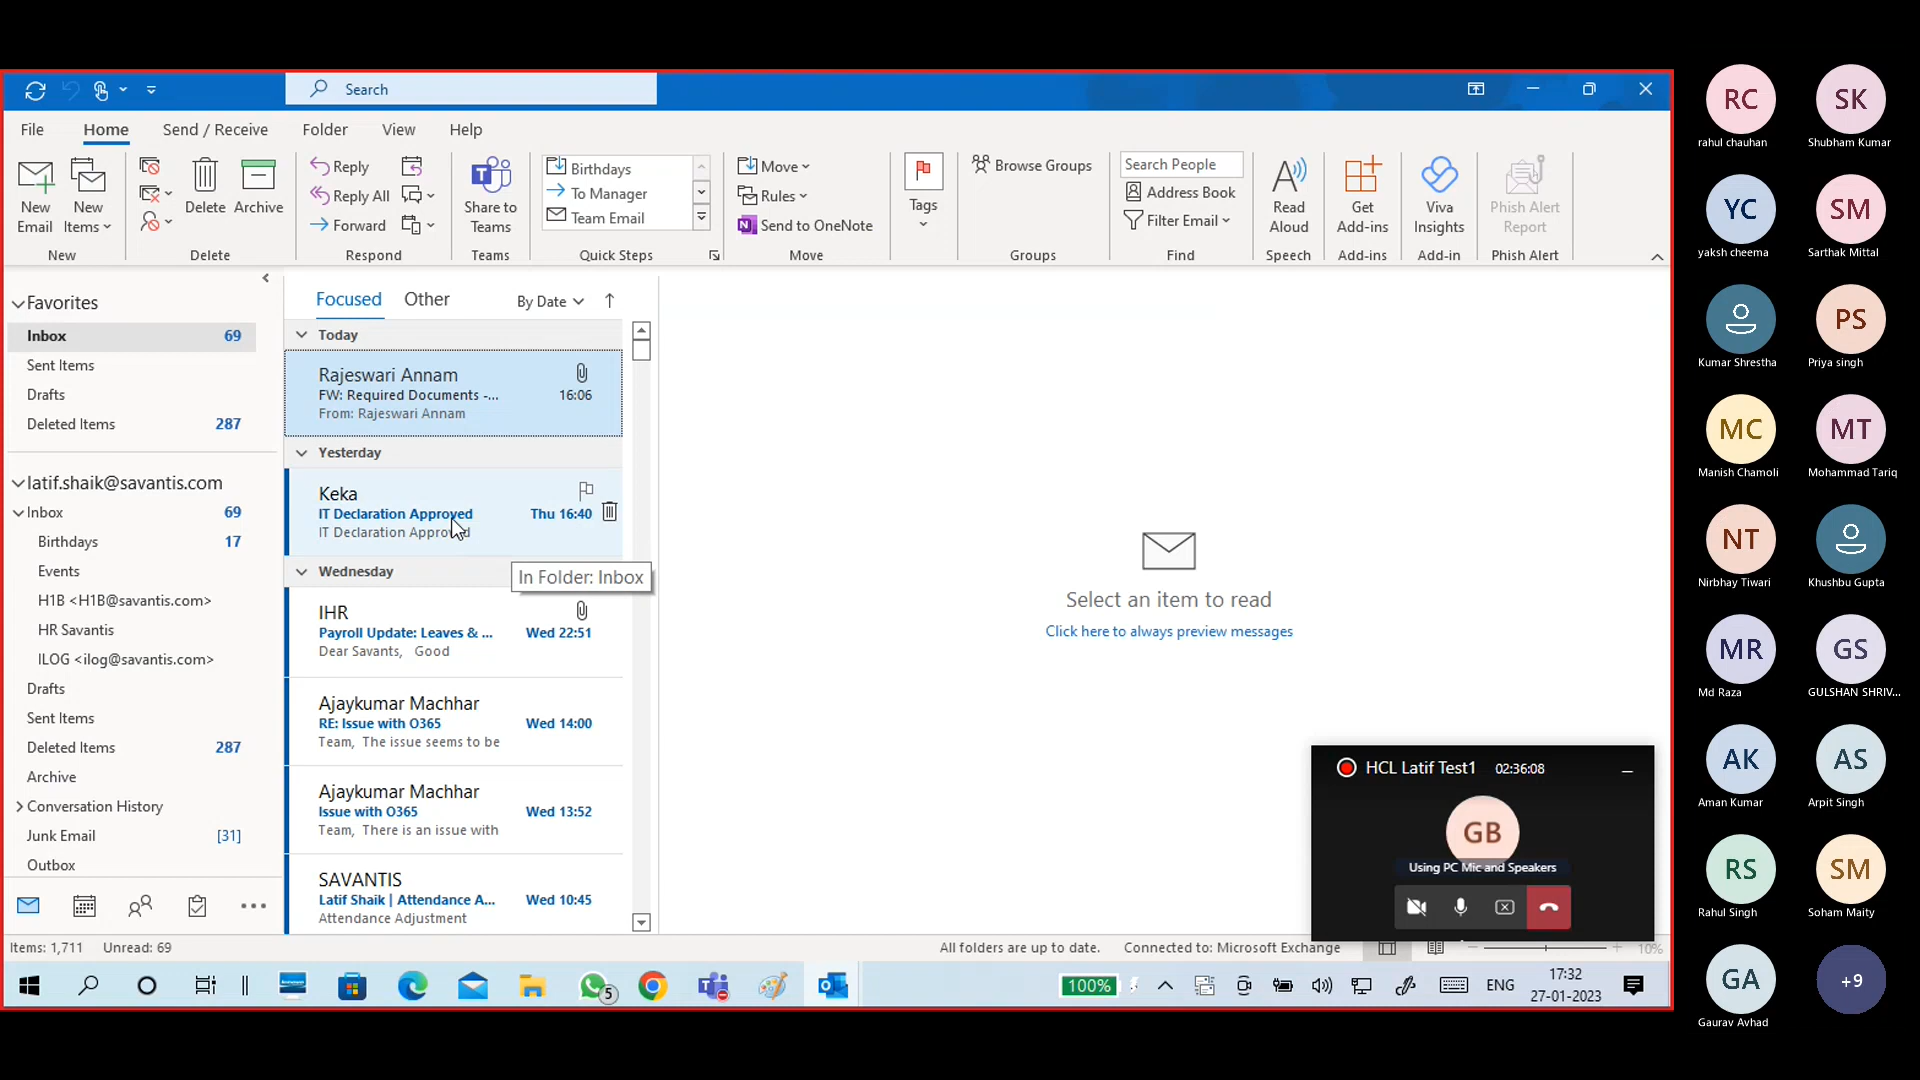 Search
File
Home
Send / Receive
Folder
View
Help
New Email
New Items
New
Delete
Archive
Delete
Reply
Reply All
Forward
Respond
Share to Teams
Teams
Birthdays
To Manager
Team Email
Quick Steps
Move
Rules
Send to OneNote
Move
Tags
Browse Groups
Groups
Search People
Address Book
Filter Email
Find
Read Aloud
Speech
Get Add-ins
Add-ins
Viva Insights
Add-in
Phish Alert Report
Phish Alert
Favorites
Inbox 69
Sent Items
Drafts
Deleted Items 287
latif.shaik@savantis.com
Inbox 69
Birthdays 17
Events
H1B <H1B@savantis.com>
HR Savantis
ILOG <ilog@savantis.com>
Drafts
Sent Items
Deleted Items 287
Archive
Conversation History
Junk Email [31]
Outbox
Focused Other By Date
Today
Rajeswari Annam
FW: Required Documents -... 16:06
From: Rajeswari Annam
Yesterday
Keka
IT Declaration Approved Thu 16:40
IT Declaration Approved
Wednesday
In Folder: Inbox
IHR
Payroll Update: Leaves & ... Wed 22:51
Dear Savants, Good
Ajaykumar Machhar
RE: Issue with O365 Wed 14:00
Team, The issue seems to be
Ajaykumar Machhar
Issue with O365 Wed 13:52
Team, There is an issue with
SAVANTIS
Latif Shaik | Attendance A... Wed 10:45
Attendance Adjustment
Select an item to read
Click here to always preview messages
HCL Latif Test1 02:36:08
GB
Using PC Mic and Speakers
Items: 1,711 Unread: 69
All folders are up to date. Connected to: Microsoft Exchange
10%
5
100%
ENG
17:32
27-01-2023
RC
rahul chauhan
SK
Shubham Kumar
YC
yaksh cheema
SM
Sarthak Mittal
Kumar Shrestha
PS
Priya singh
MC
Manish Chamoli
MT
Mohammad Tariq
NT
Nirbhay Tiwari
Khushbu Gupta
MR
Md Raza
GS
GULSHAN SHRIV...
AK
Aman Kumar
AS
Arpit Singh
RS
Rahul Singh
SM
Soham Maity
GA
Gaurav Avhad
+9